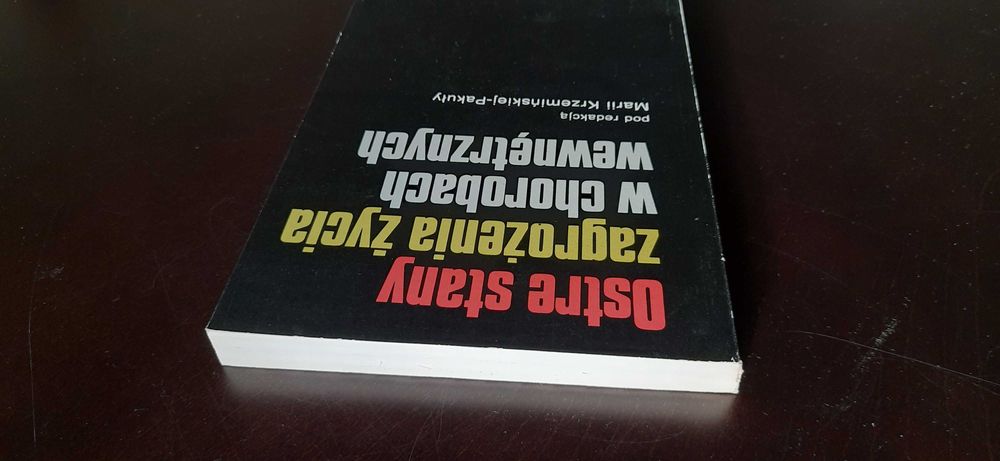 Ostre stany
zagrożenia życia
w chorobach
wewnętrznych
pod redakcją
Marii Krzemińskiej-Pakuły